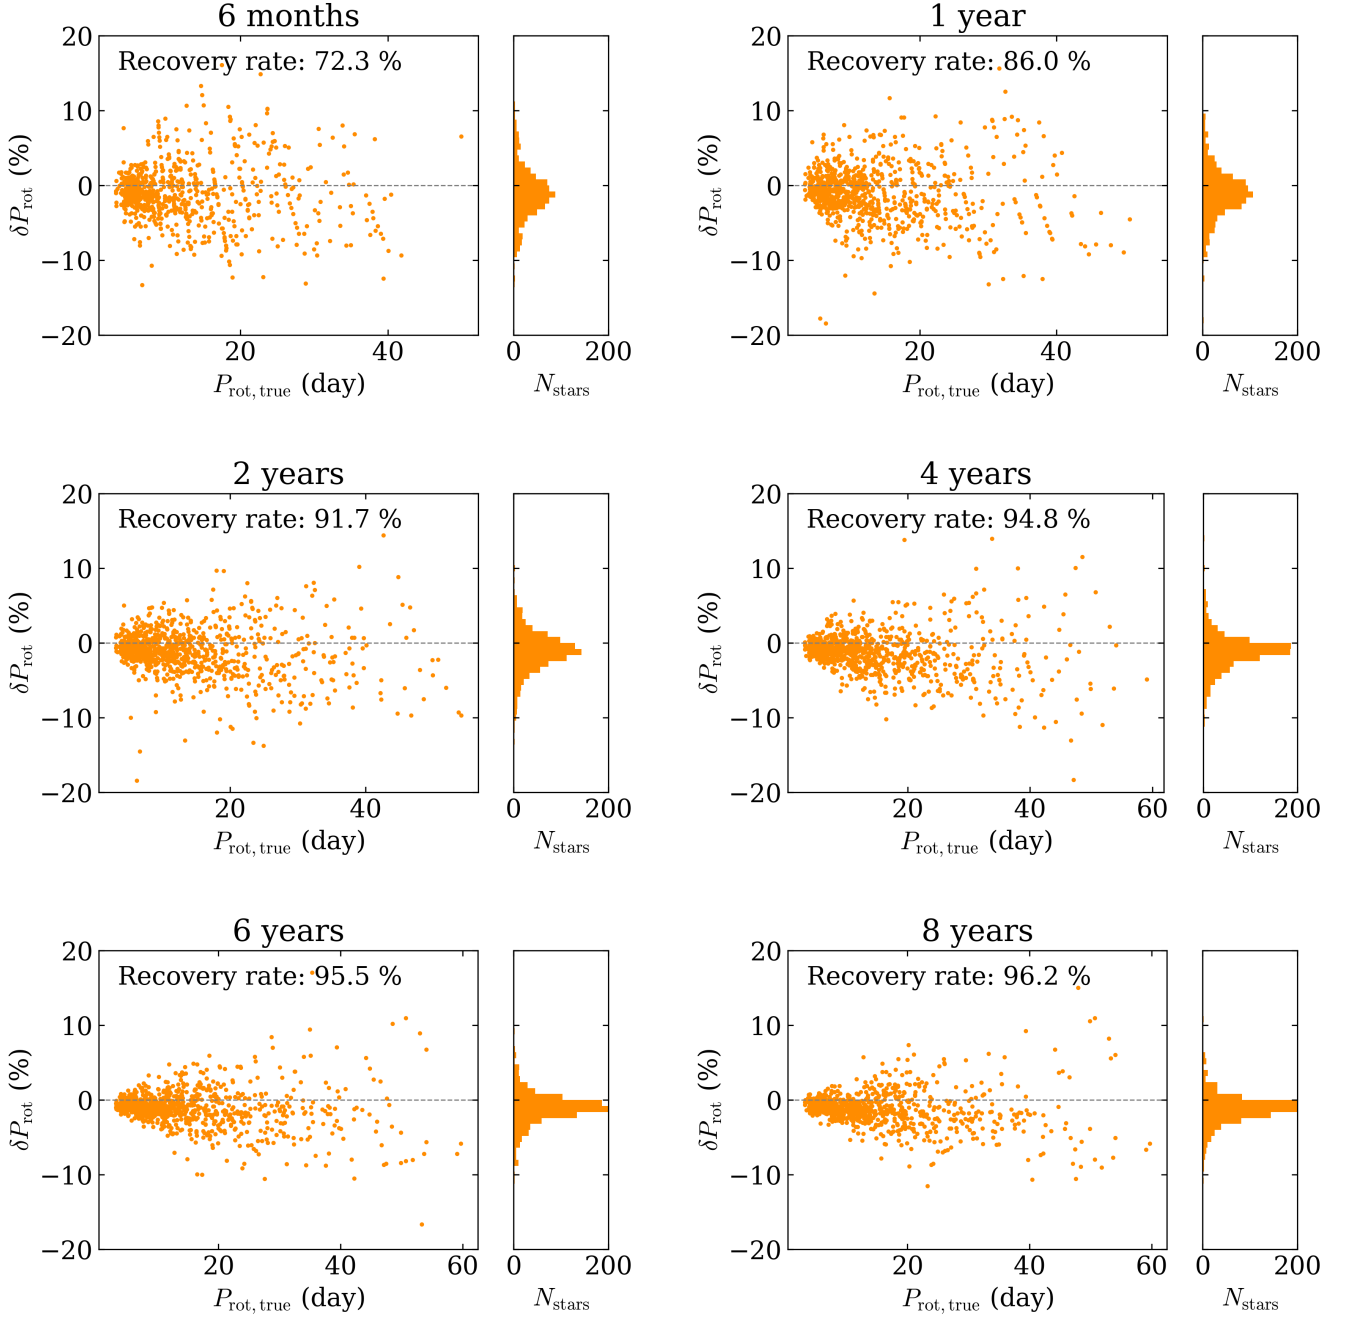 6 months
1 year
20
10
0
−10
−20
δP_rot (%)
Recovery rate: 72.3 %
20
40
P_rot, true (day)
0
200
N_stars
20
10
0
−10
−20
δP_rot (%)
Recovery rate: 86.0 %
20
40
P_rot, true (day)
0
200
N_stars
2 years
4 years
20
10
0
−10
−20
δP_rot (%)
Recovery rate: 91.7 %
20
40
P_rot, true (day)
0
200
N_stars
20
10
0
−10
−20
δP_rot (%)
Recovery rate: 94.8 %
20
40
60
P_rot, true (day)
0
200
N_stars
6 years
8 years
20
10
0
−10
−20
δP_rot (%)
Recovery rate: 95.5 %
20
40
60
P_rot, true (day)
0
200
N_stars
20
10
0
−10
−20
δP_rot (%)
Recovery rate: 96.2 %
20
40
60
P_rot, true (day)
0
200
N_stars